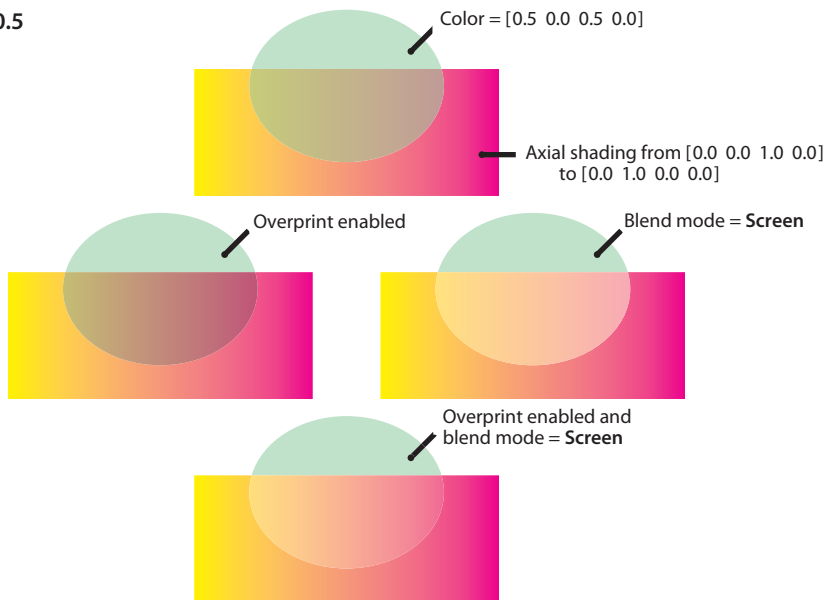 0.5
Color = [0.5 0.0 0.5 0.0]
Axial shading from [0.0 0.0 1.0 0.0]
to [0.0 1.0 0.0 0.0]
Overprint enabled
Blend mode = Screen
Overprint enabled and
blend mode = Screen